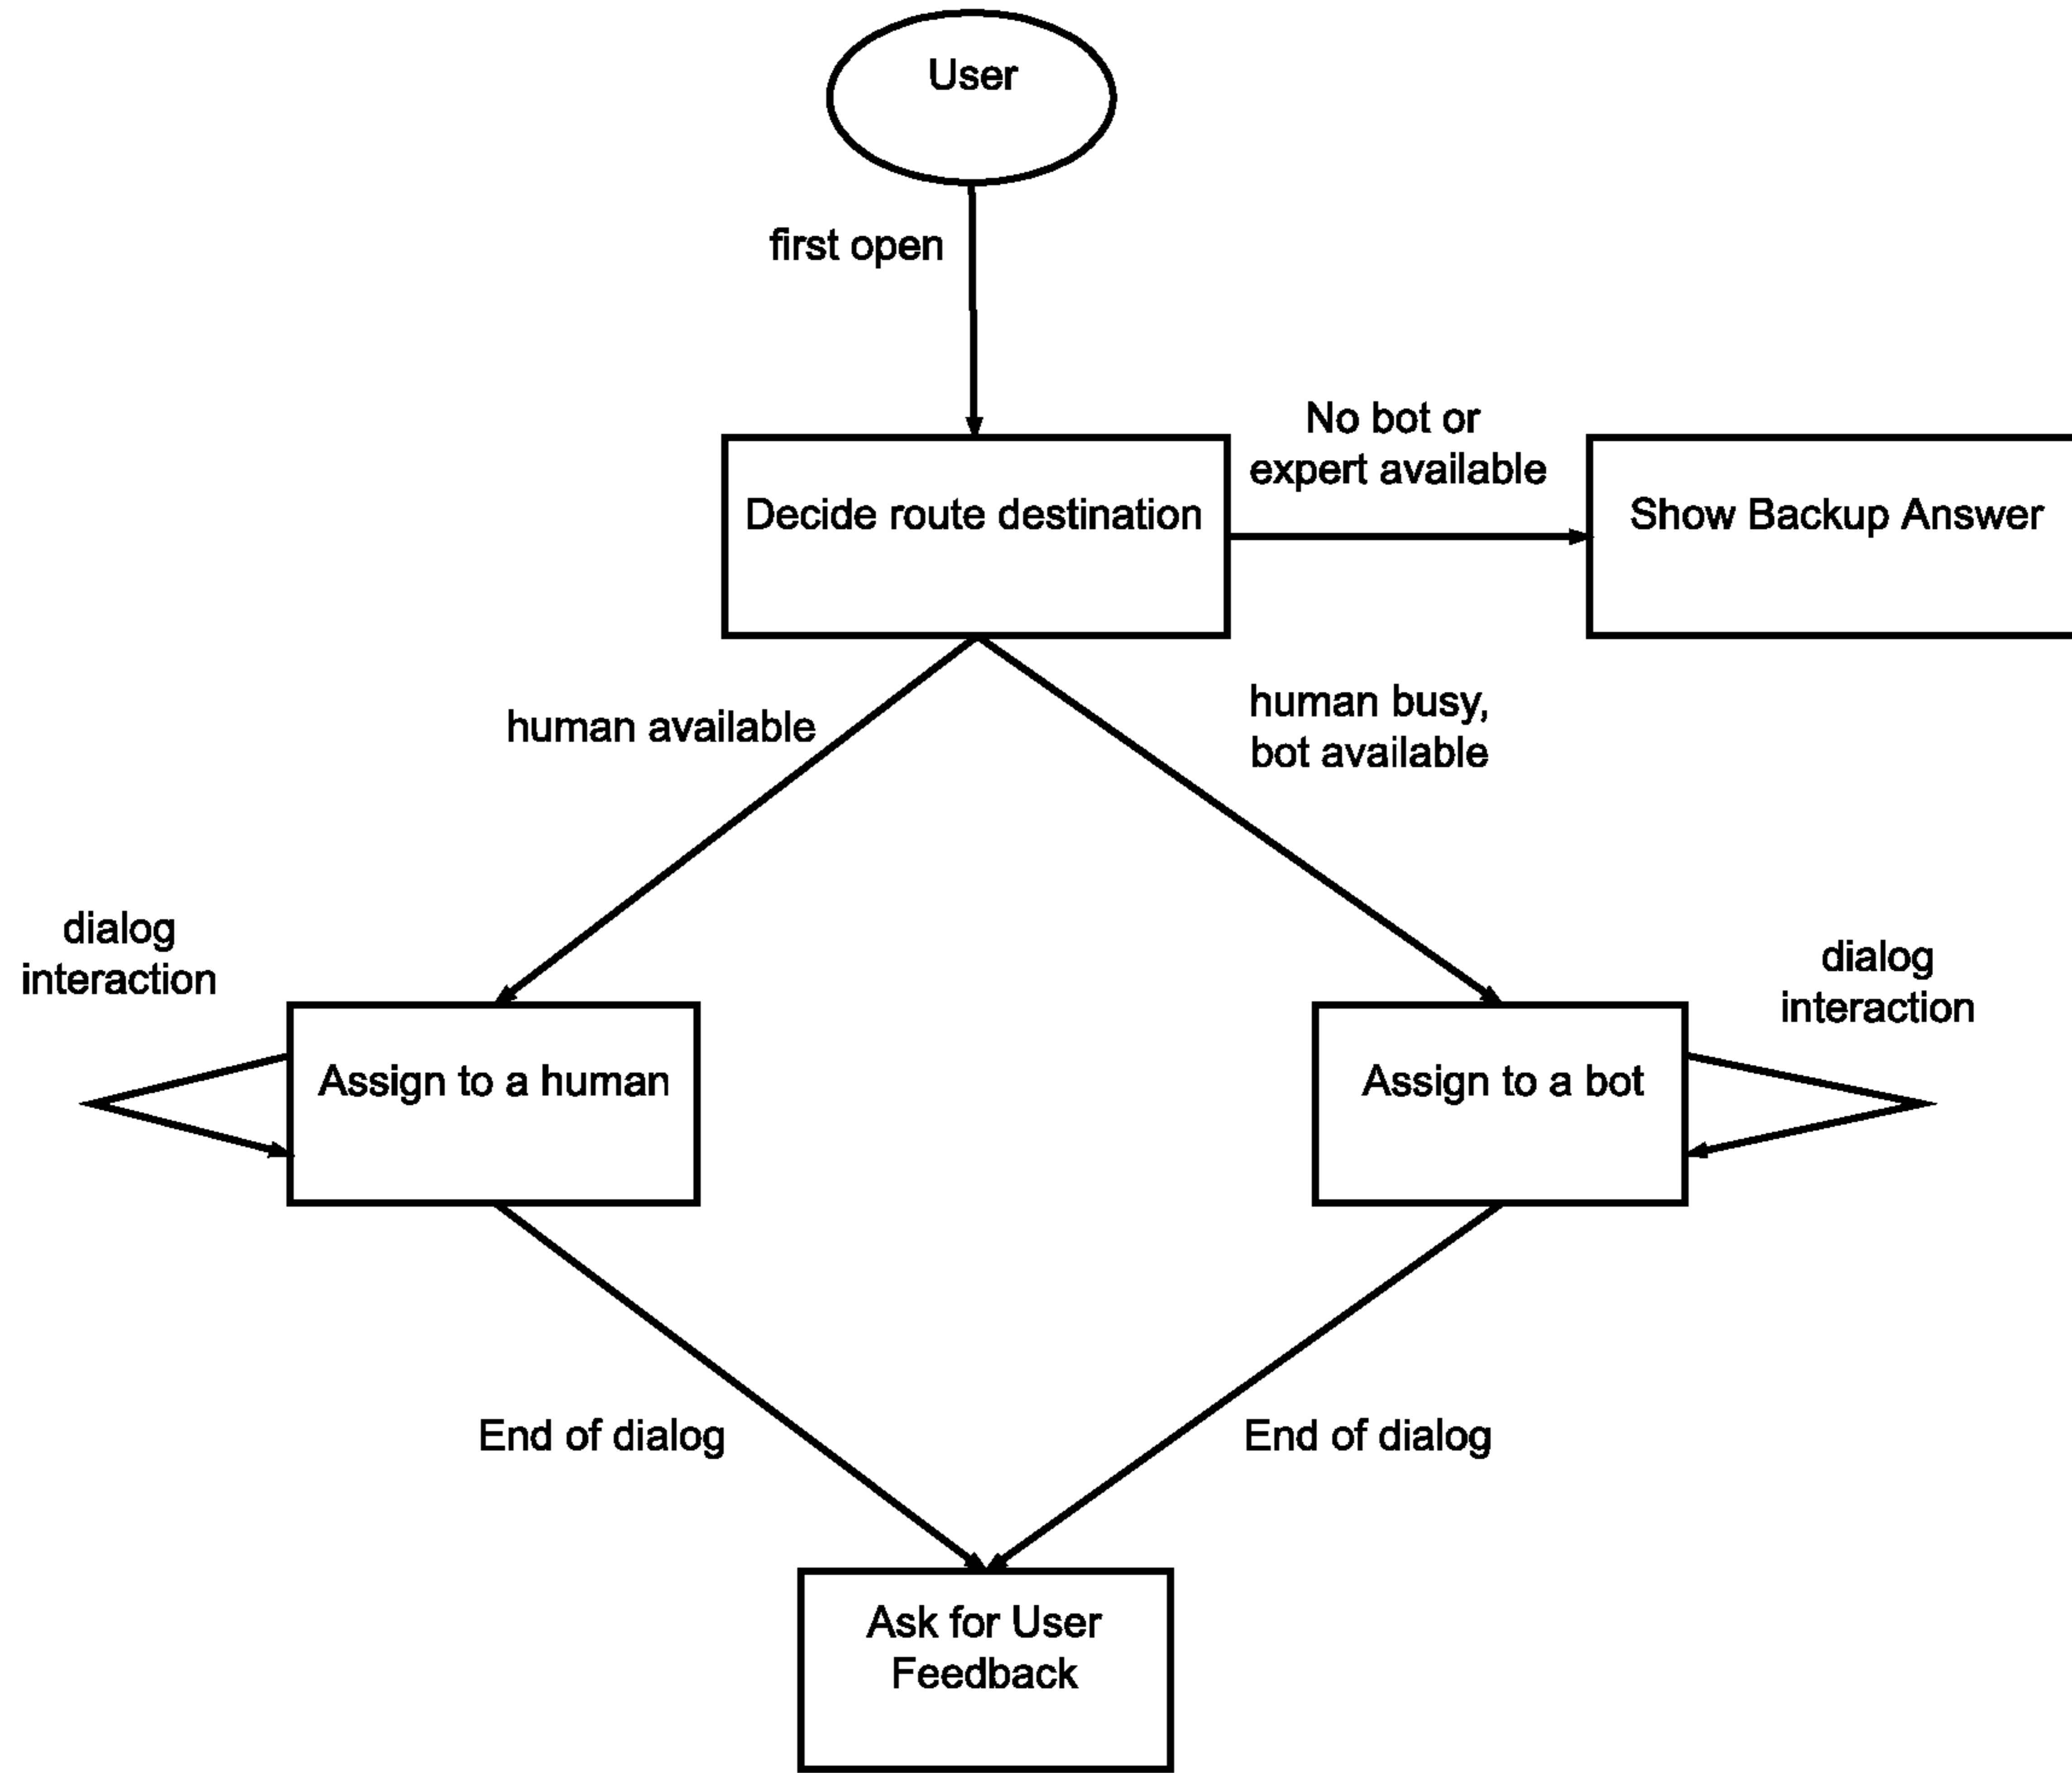 User
first open
No bot or
expert available
Decide route destination
Show Backup Answer
human available
human busy,
bot available
dialog
interaction
dialog
interaction
Assign to a human
Assign to a bot
End of dialog
End of dialog
Ask for User
Feedback